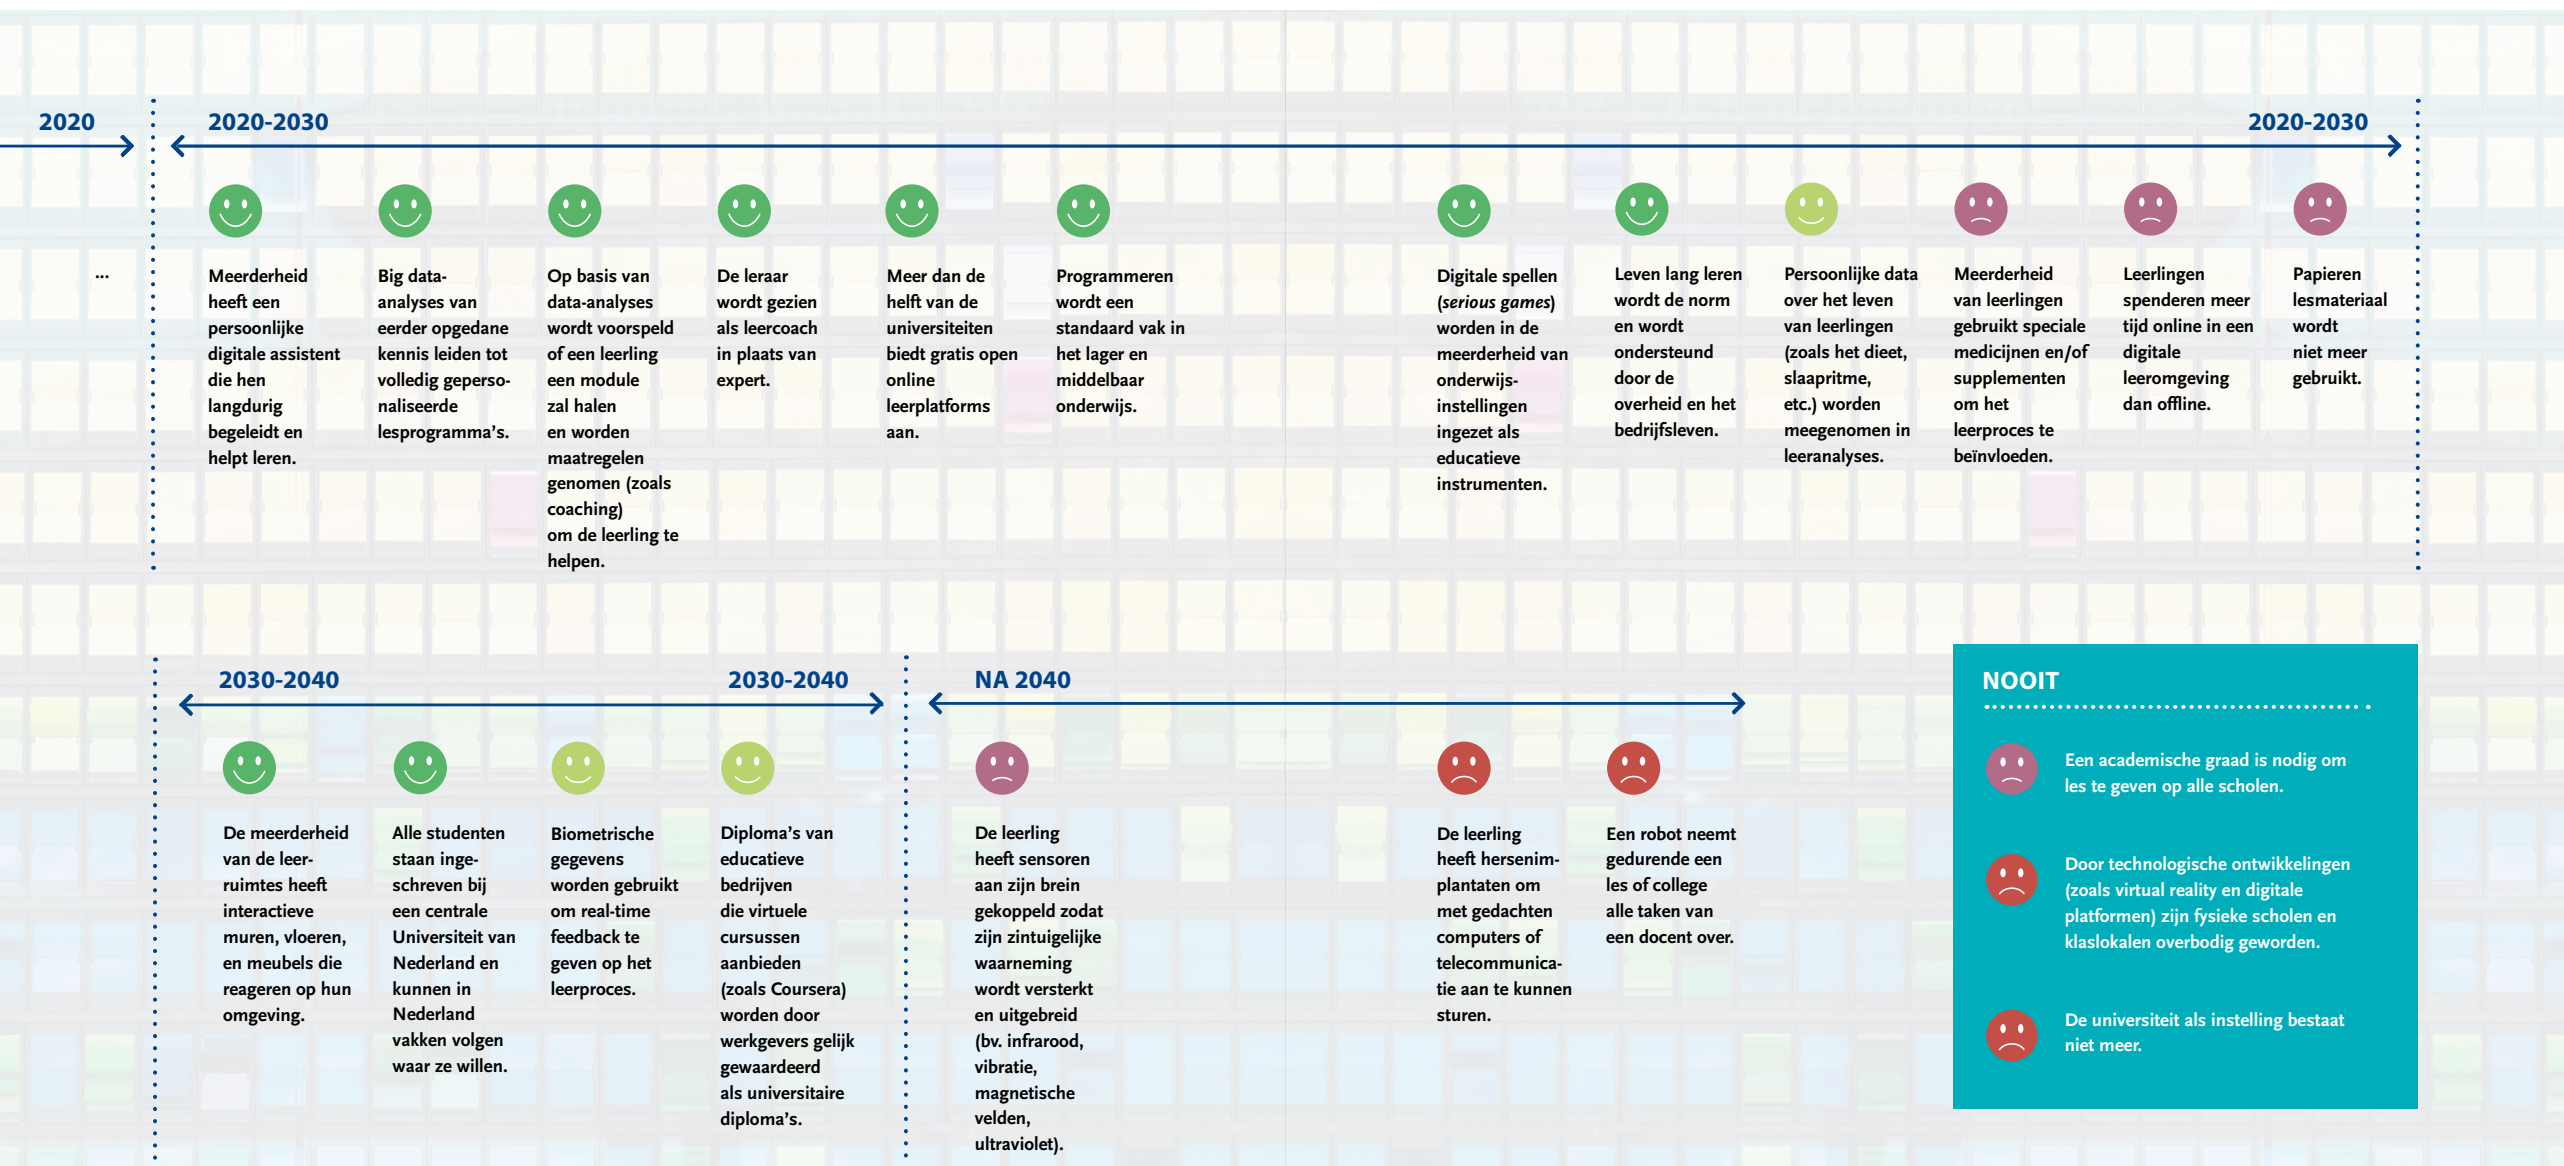 2020
...
2020-2030
2020-2030
Meerderheid
heeft een
persoonlijke
digitale assistent
die hen
langdurig
begeleidt en
helpt leren.
Big data-
analyses van
eerder opgedane
kennis leiden tot
volledig geperso-
naliseerde
lesprogramma's.
Op basis van
data-analyses
wordt voorspeld
of een leerling
een module
zal halen
en worden
maatregelen
genomen (zoals
coaching)
om de leerling te
helpen.
De leraar
wordt gezien
als leercoach
in plaats van
expert.
Meer dan de
helft van de
universiteiten
biedt gratis open
online
leerplatforms
aan.
Programmeren
wordt een
standaard vak in
het lager en
middelbaar
onderwijs.
Digitale spellen
(serious games)
worden in de
meerderheid van
onderwijs-
instellingen
ingezet als
educatieve
instrumenten.
Leven lang leren
wordt de norm
en wordt
ondersteund
door de
overheid en het
bedrijfsleven.
Persoonlijke data
over het leven
van leerlingen
(zoals het dieet,
slaapritme,
etc.) worden
meegenomen in
leeranalyses.
Meerderheid
van leerlingen
gebruikt speciale
medicijnen en/of
supplementen
om het
leerproces te
beïnvloeden.
Leerlingen
spenderen meer
tijd online in een
digitale
leeromgeving
dan offline.
Papieren
lesmateriaal
wordt
niet meer
gebruikt.
2030-2040
2030-2040
De meerderheid
van de leer-
ruimtes heeft
interactieve
muren, vloeren,
en meubels die
reageren op hun
omgeving.
Alle studenten
staan inge-
schreven bij
een centrale
Universiteit van
Nederland en
kunnen in
Nederland
vakken volgen
waar ze willen.
Biometrische
gegevens
worden gebruikt
om real-time
feedback te
geven op het
leerproces.
Diploma's van
educatieve
bedrijven
die virtuele
cursussen
aanbieden
(zoals Coursera)
worden door
werkgevers gelijk
gewaardeerd
als universitaire
diploma's.
NA 2040
De leerling
heeft sensoren
aan zijn brein
gekoppeld zodat
zijn zintuigelijke
waarneming
wordt versterkt
en uitgebreid
(bv. infrarood,
vibratie,
magnetische
velden,
ultraviolet).
De leerling
heeft hersenim-
plantaten om
met gedachten
computers of
telecommunica-
tie aan te kunnen
sturen.
Een robot neemt
gedurende een
les of college
alle taken van
een docent over.
NOOIT
Een academische graad is nodig om
les te geven op alle scholen.
Door technologische ontwikkelingen
(zoals virtual reality en digitale
platformen) zijn fysieke scholen en
klaslokalen overbodig geworden.
De universiteit als instelling bestaat
niet meer.